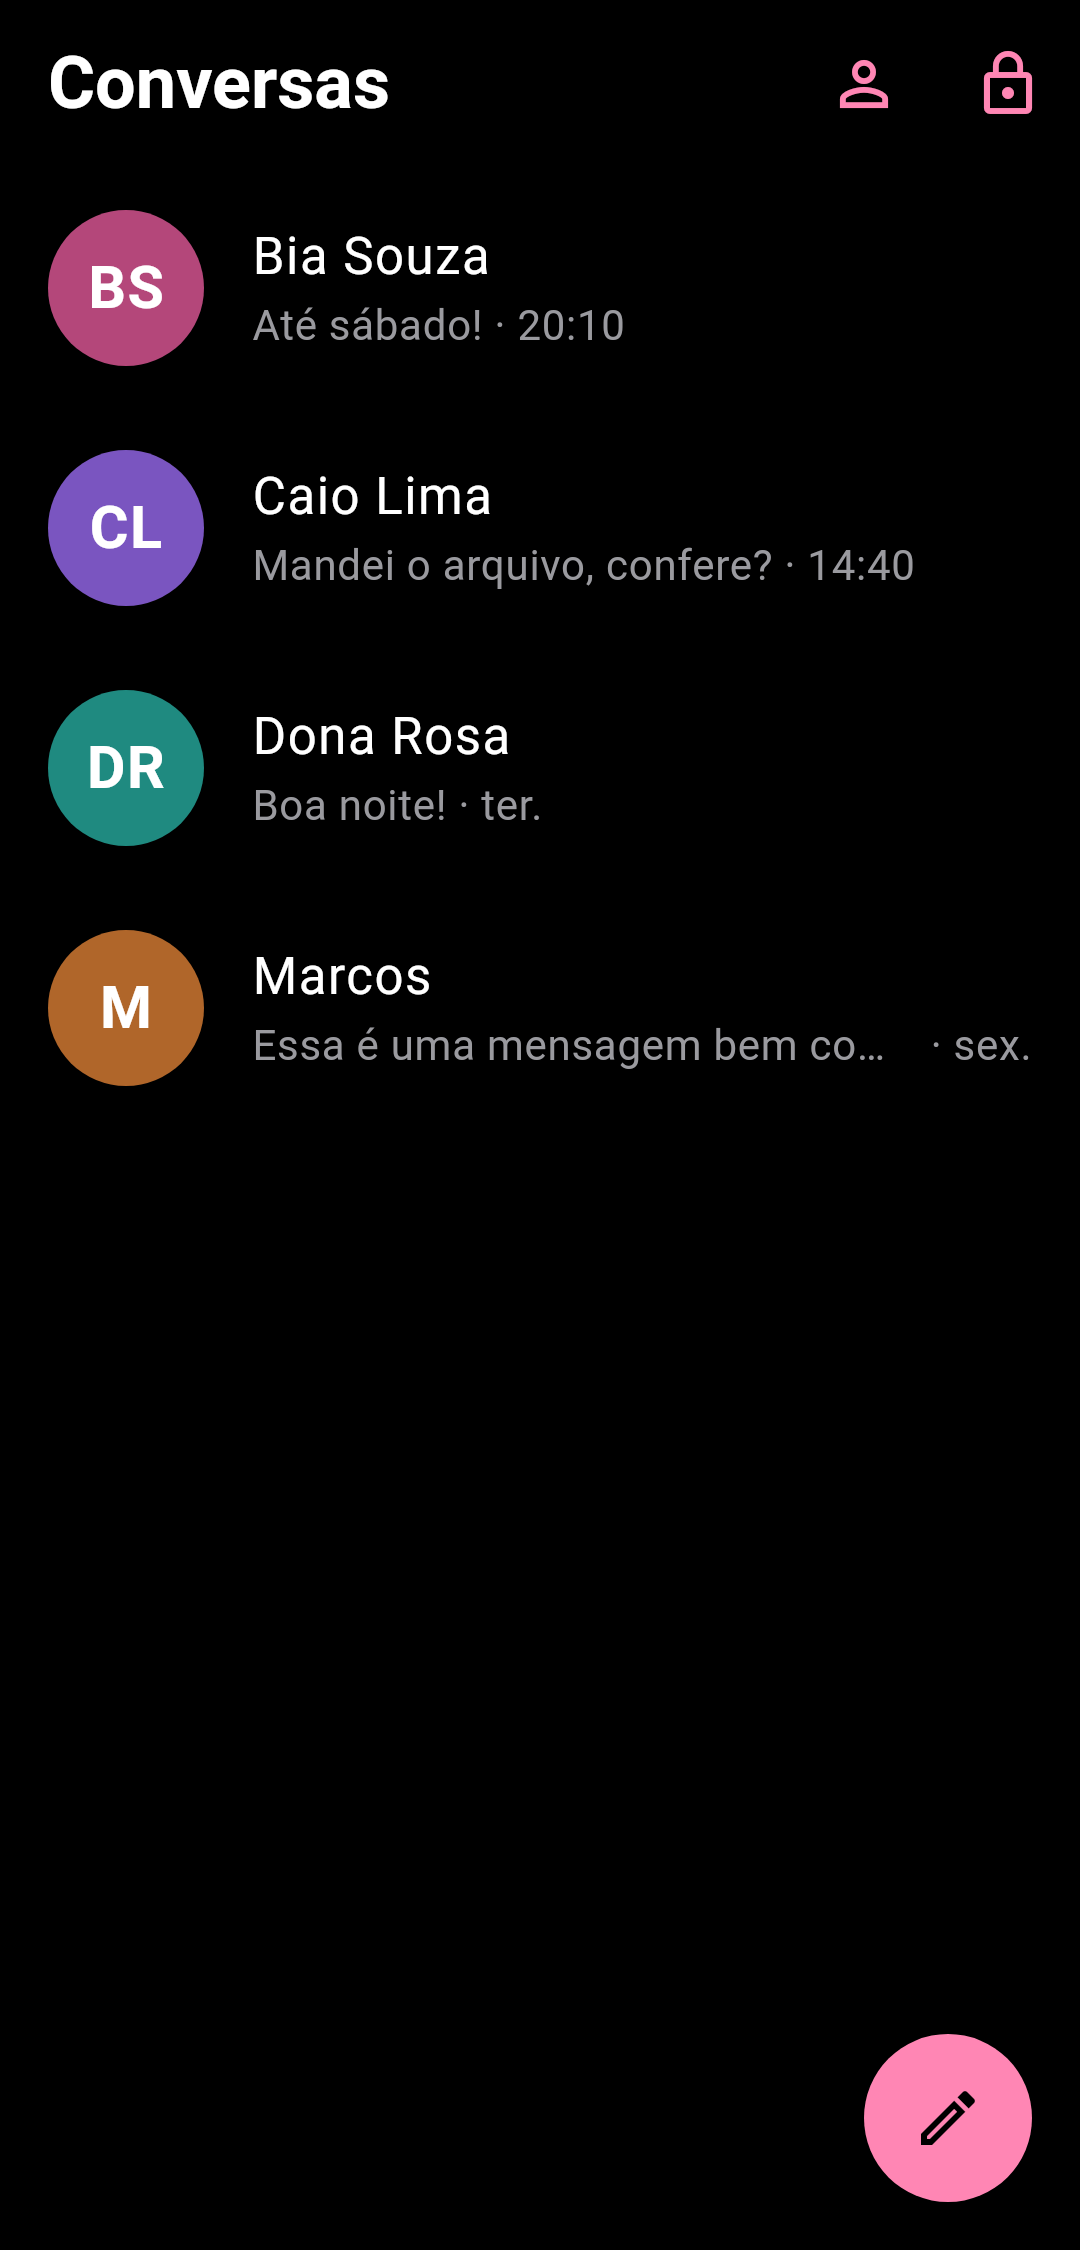 Conversas
BS
Bia Souza
Até sábado! · 20:10
CL
Caio Lima
Mandei o arquivo, confere? · 14:40
DR
Dona Rosa
Boa noite! · ter.
M
Marcos
Essa é uma mensagem bem co… · sex.